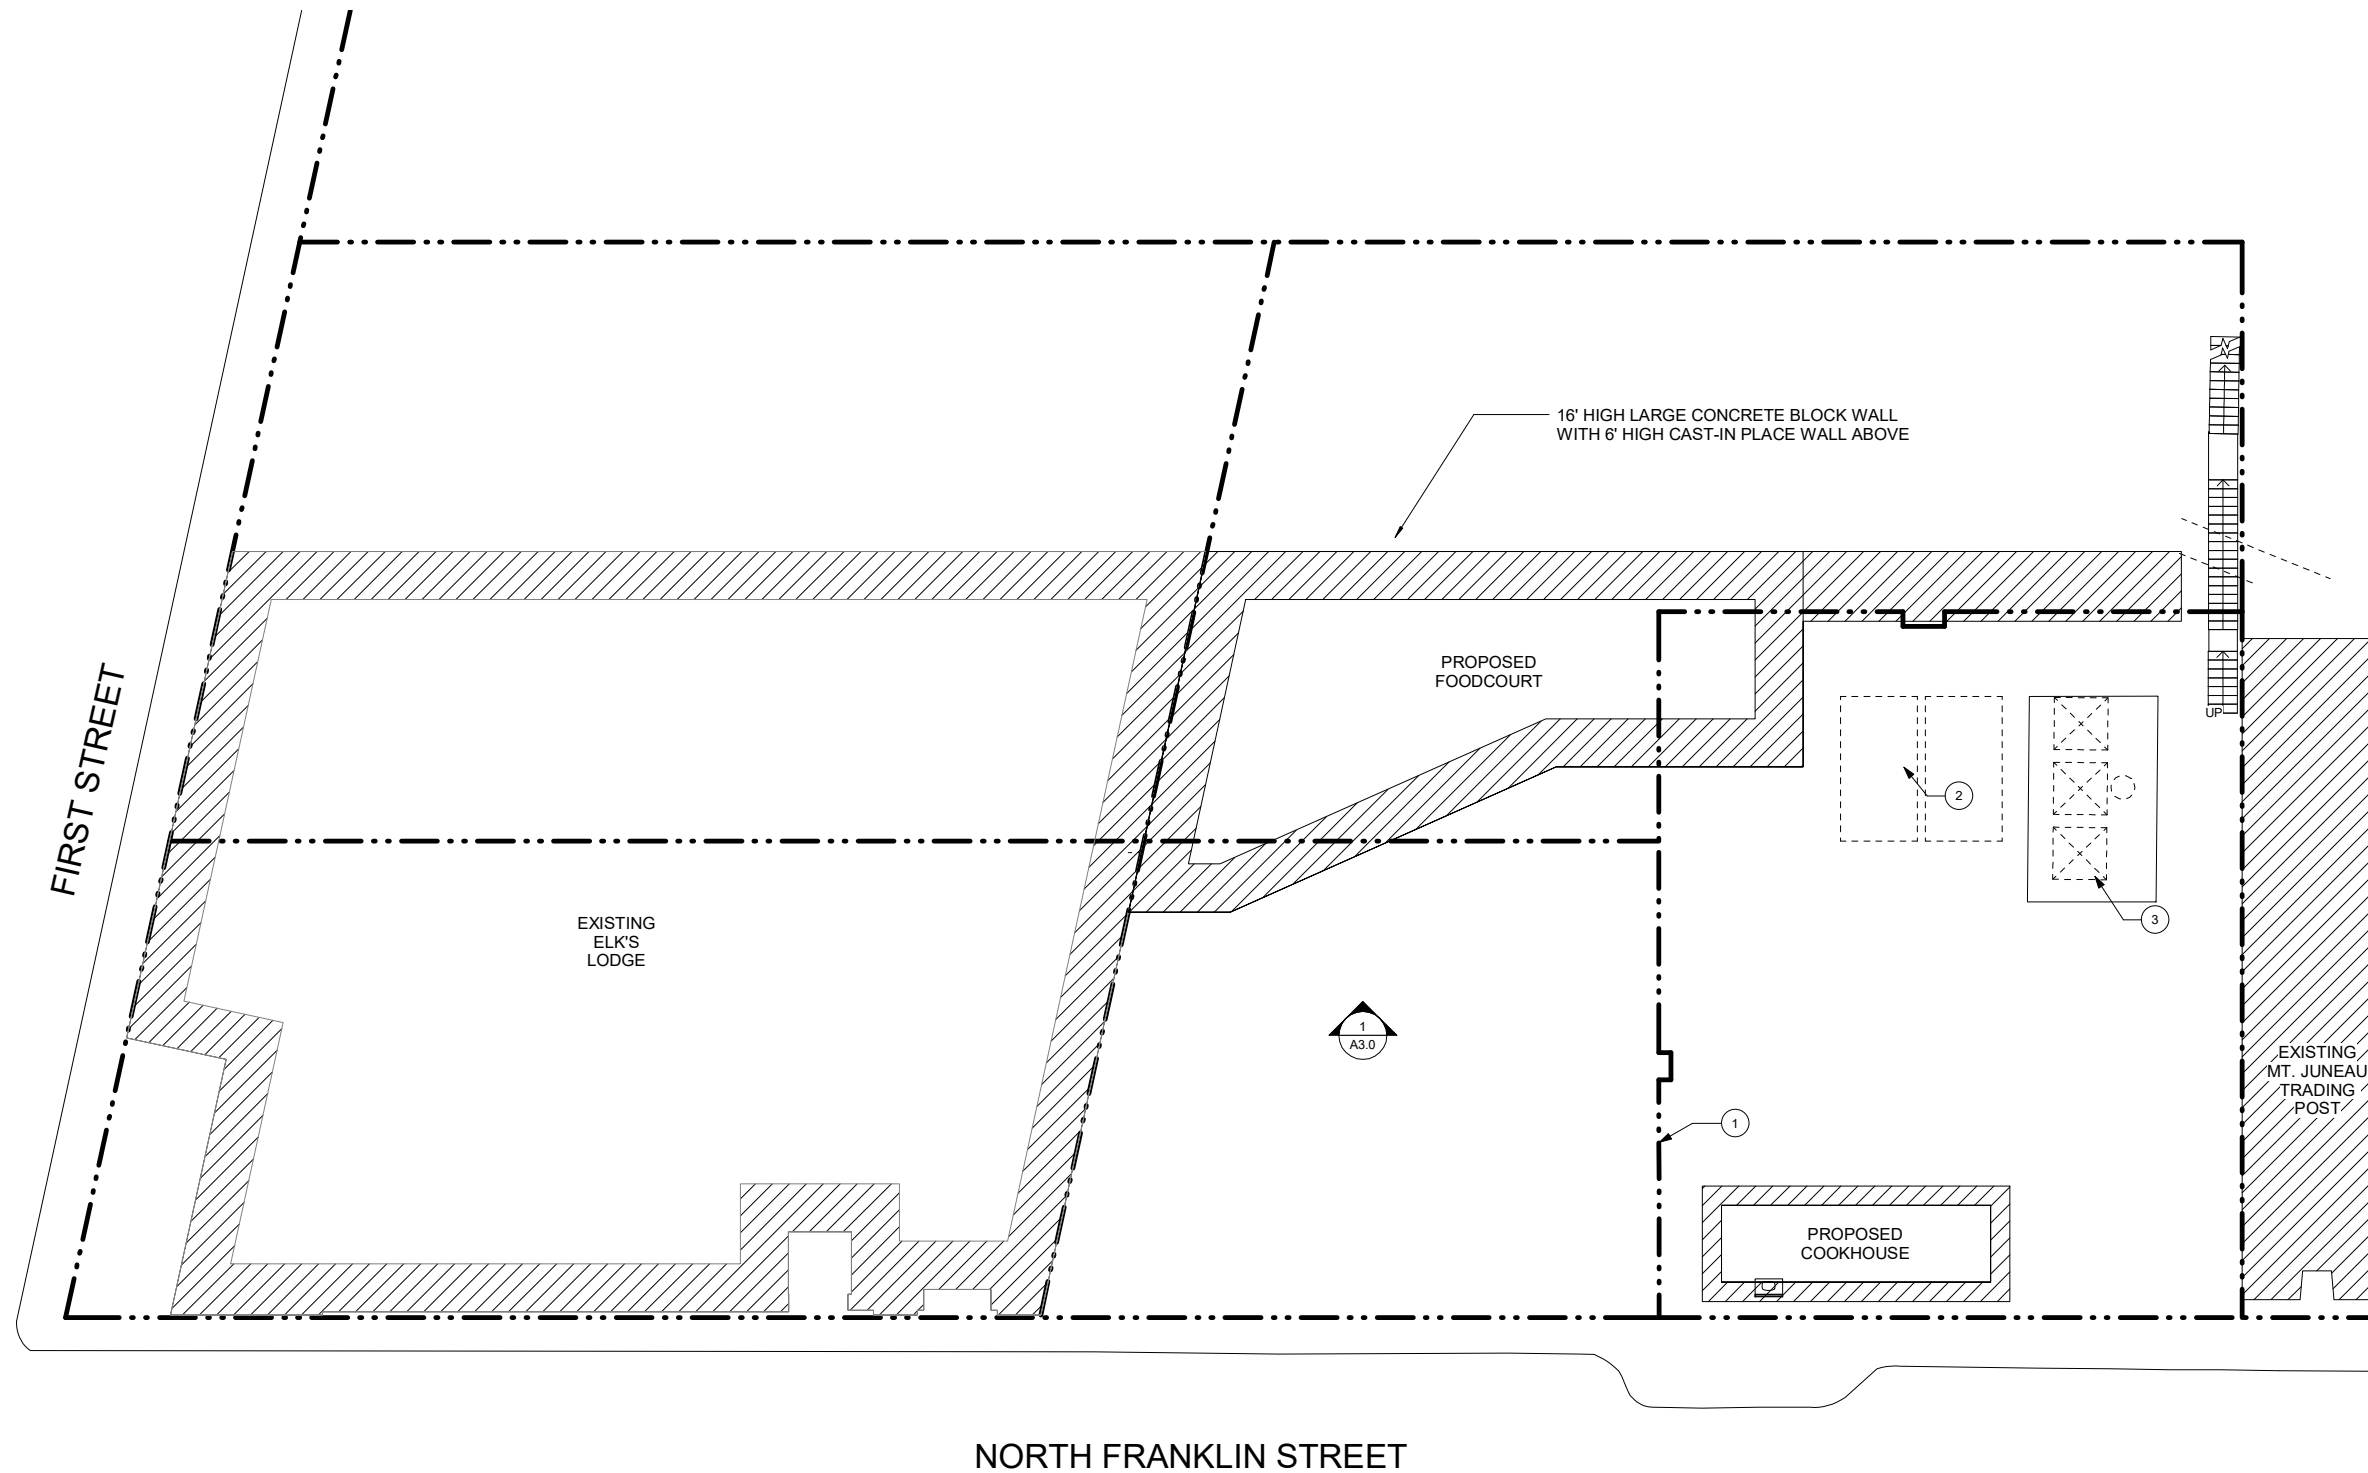 16' HIGH LARGE CONCRETE BLOCK WALL
WITH 6' HIGH CAST-IN PLACE WALL ABOVE
PROPOSED
FOODCOURT
UP
2
3
FIRST STREET
EXISTING
ELK'S
LODGE
1
A3.0
EXISTING
MT. JUNEAU
TRADING
POST
1
PROPOSED
COOKHOUSE
NORTH FRANKLIN STREET